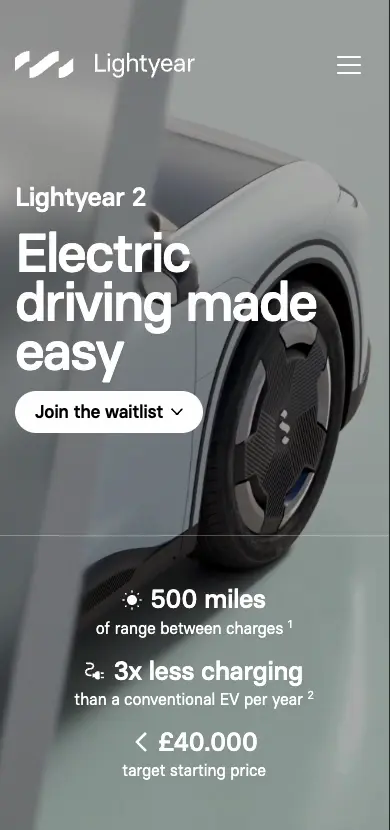 Lightyear
Lightyear 2
Electric
driving made
easy
Join the waitlist
500 miles
of range between charges ¹
3x less charging
than a conventional EV per year ²
< £40.000
target starting price